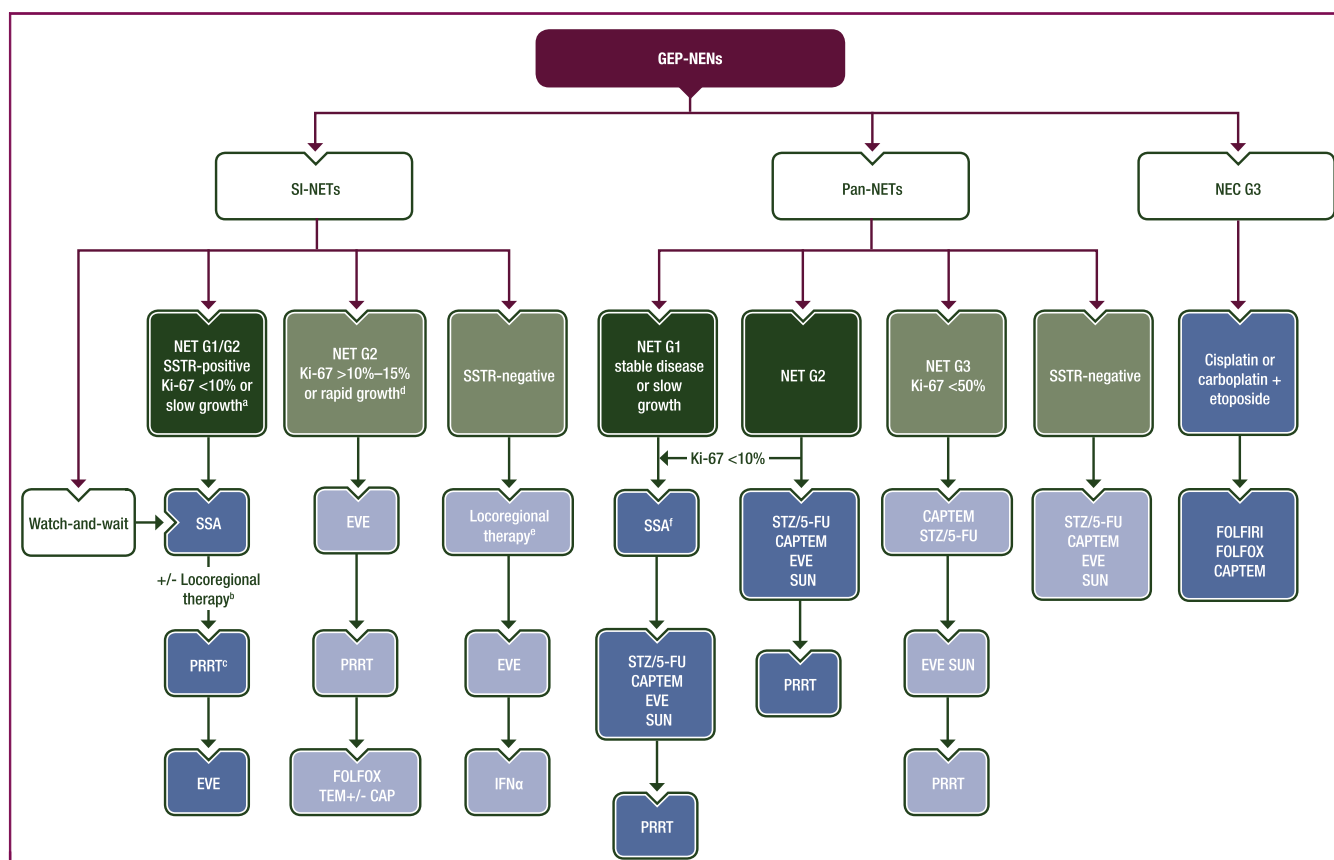 GEP-NENs
SI-NETs
Pan-NETs
NEC G3
NET G1/G2
SSTR-positive
Ki-67 <10% or
slow growthᵃ
NET G2
Ki-67 >10%–15%
or rapid growthᵈ
SSTR-negative
NET G1
stable disease
or slow
growth
NET G2
NET G3
Ki-67 <50%
SSTR-negative
Cisplatin or
carboplatin +
etoposide
Ki-67 <10%
Watch-and-wait
SSA
EVE
Locoregional
therapyᵉ
SSAᶠ
STZ/5-FU
CAPTEM
EVE
SUN
CAPTEM
STZ/5-FU
STZ/5-FU
CAPTEM
EVE
SUN
FOLFIRI
FOLFOX
CAPTEM
+/- Locoregional
therapyᵇ
PRRTᶜ
PRRT
EVE
STZ/5-FU
CAPTEM
EVE
SUN
PRRT
EVE SUN
EVE
FOLFOX
TEM+/- CAP
IFNα
PRRT
PRRT